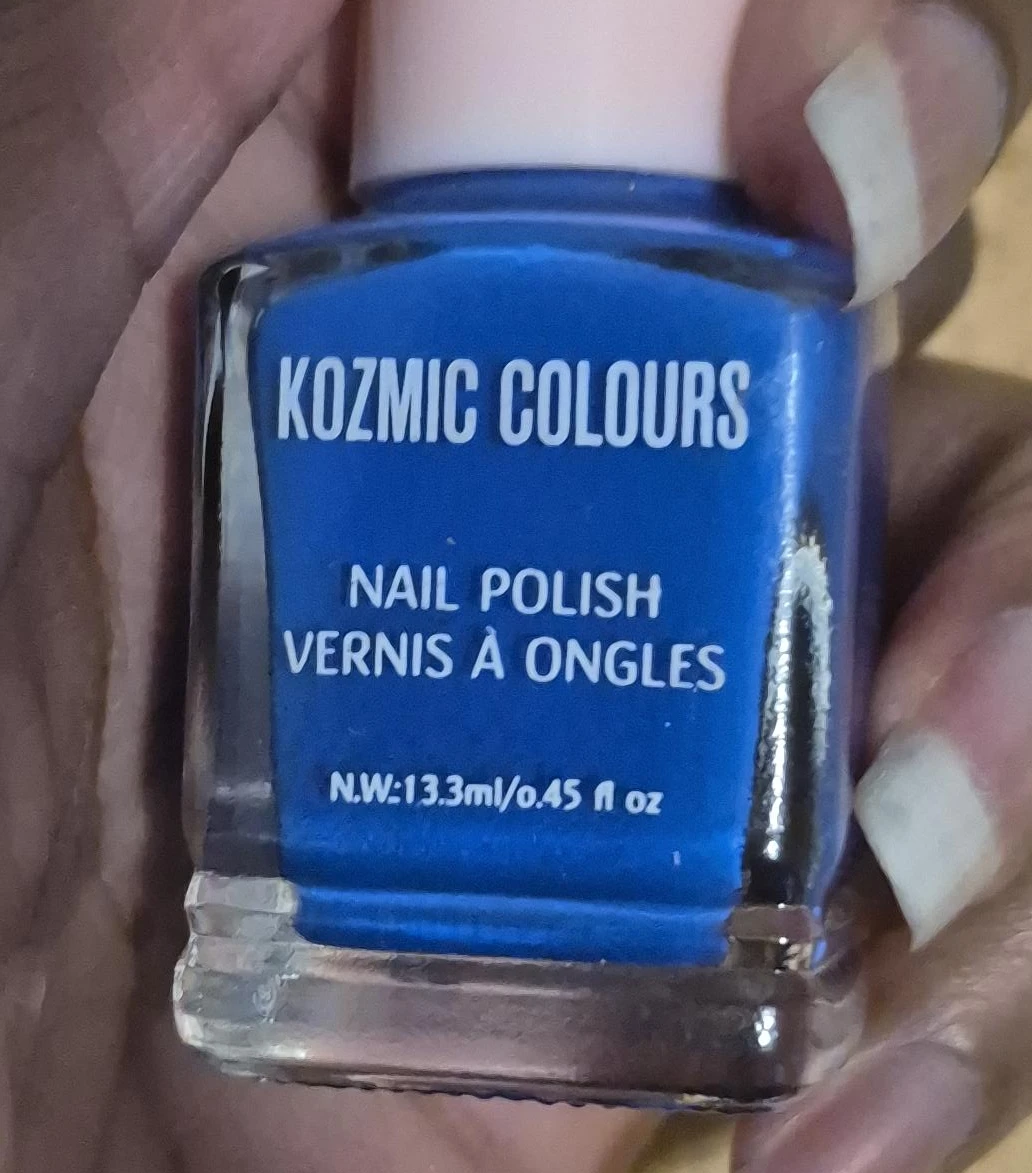 KOZMIC COLOURS
NAIL POLISH
VERNIS À ONGLES
N.W.:13.3ml/0.45 fl oz